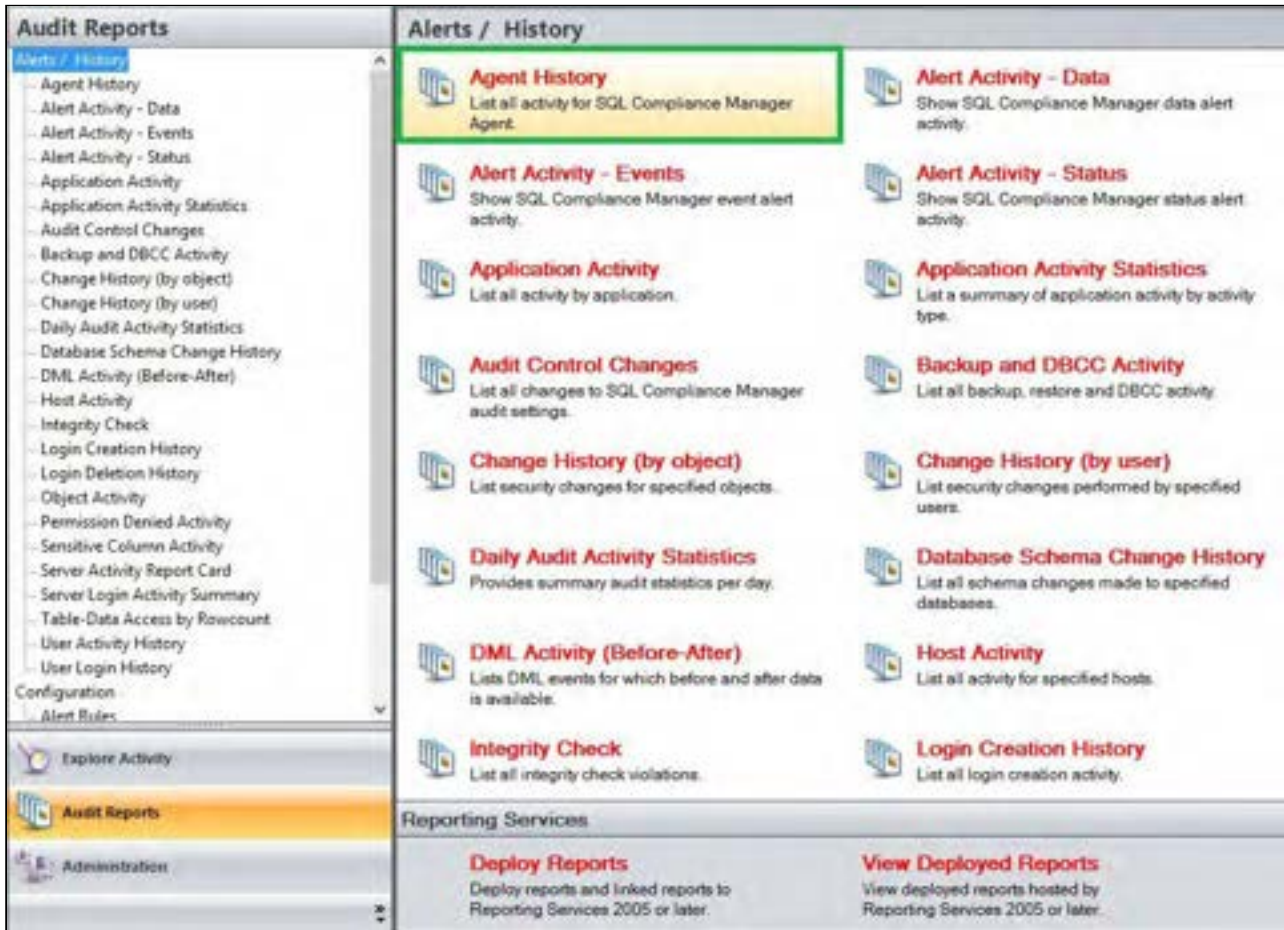 Audit Reports
Alerts / History
Agent History
Alert Activity - Data
Alert Activity - Events
Alert Activity - Status
Application Activity
Application Activity Statistics
Audit Control Changes
Backup and DBCC Activity
Change History (by object)
Change History (by user)
Daily Audit Activity Statistics
Database Schema Change History
DML Activity (Before-After)
Host Activity
Integrity Check
Login Creation History
Login Deletion History
Object Activity
Permission Denied Activity
Sensitive Column Activity
Server Activity Report Card
Server Login Activity Summary
Table-Data Access by Rowcount
User Activity History
User Login History
Configuration
Alert Rules
Explore Activity
Audit Reports
Administration
Alerts / History
Agent History
List all activity for SQL Compliance Manager
Agent.
Alert Activity - Data
Show SQL Compliance Manager data alert
activity.
Alert Activity - Events
Show SQL Compliance Manager event alert
activity.
Alert Activity - Status
Show SQL Compliance Manager status alert
activity.
Application Activity
List all activity by application.
Application Activity Statistics
List a summary of application activity by activity
type.
Audit Control Changes
List all changes to SQL Compliance Manager
audit settings.
Backup and DBCC Activity
List all backup, restore and DBCC activity.
Change History (by object)
List security changes for specified objects.
Change History (by user)
List security changes performed by specified
users.
Daily Audit Activity Statistics
Provides summary audit statistics per day.
Database Schema Change History
List all schema changes made to specified
databases.
DML Activity (Before-After)
Lists DML events for which before and after data
is available.
Host Activity
List all activity for specified hosts.
Integrity Check
List all integrity check violations.
Login Creation History
List all login creation activity.
Reporting Services
Deploy Reports
Deploy reports and linked reports to
Reporting Services 2005 or later.
View Deployed Reports
View deployed reports hosted by
Reporting Services 2005 or later.